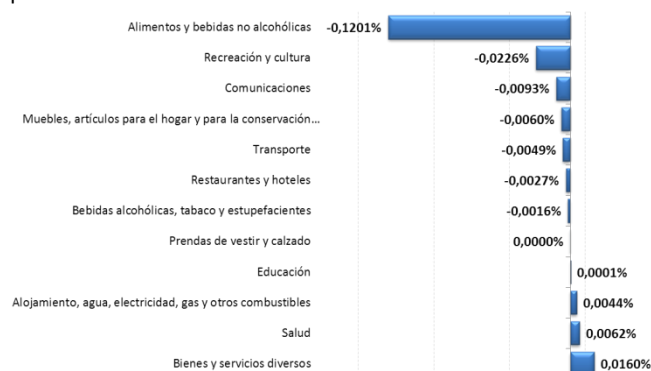 Alimentos y bebidas no alcohólicas -0,1201%
Recreación y cultura -0,0226%
Comunicaciones -0,0093%
Muebles, artículos para el hogar y para la conservación… -0,0060%
Transporte -0,0049%
Restaurantes y hoteles -0,0027%
Bebidas alcohólicas, tabaco y estupefacientes -0,0016%
Prendas de vestir y calzado 0,0000%
Educación 0,0001%
Alojamiento, agua, electricidad, gas y otros combustibles 0,0044%
Salud 0,0062%
Bienes y servicios diversos 0,0160%